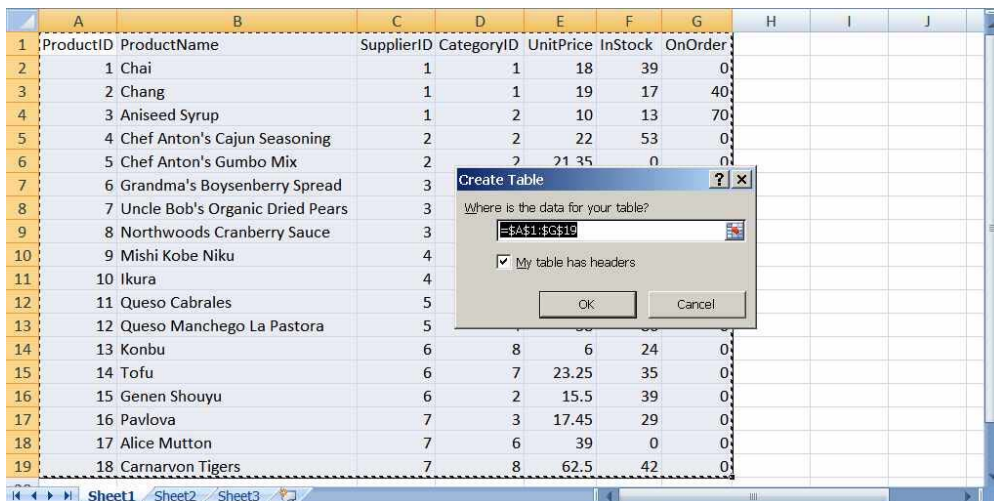 A B C D E F G H I J
1 ProductID ProductName SupplierID CategoryID UnitPrice InStock OnOrder
2 1 Chai 1 1 18 39 0
3 2 Chang 1 1 19 17 40
4 3 Aniseed Syrup 1 2 10 13 70
5 4 Chef Anton's Cajun Seasoning 2 2 22 53 0
6 5 Chef Anton's Gumbo Mix 2 2 21.35 0 0
7 6 Grandma's Boysenberry Spread 3
8 7 Uncle Bob's Organic Dried Pears 3
9 8 Northwoods Cranberry Sauce 3
10 9 Mishi Kobe Niku 4
11 10 Ikura 4
12 11 Queso Cabrales 5
13 12 Queso Manchego La Pastora 5
14 13 Konbu 6 8 6 24 0
15 14 Tofu 6 7 23.25 35 0
16 15 Genen Shouyu 6 2 15.5 39 0
17 16 Pavlova 7 3 17.45 29 0
18 17 Alice Mutton 7 6 39 0 0
19 18 Carnarvon Tigers 7 8 62.5 42 0
Create Table ? ×
Where is the data for your table?
=$A$1:$G$19
My table has headers
OK Cancel
Sheet1 Sheet2 Sheet3